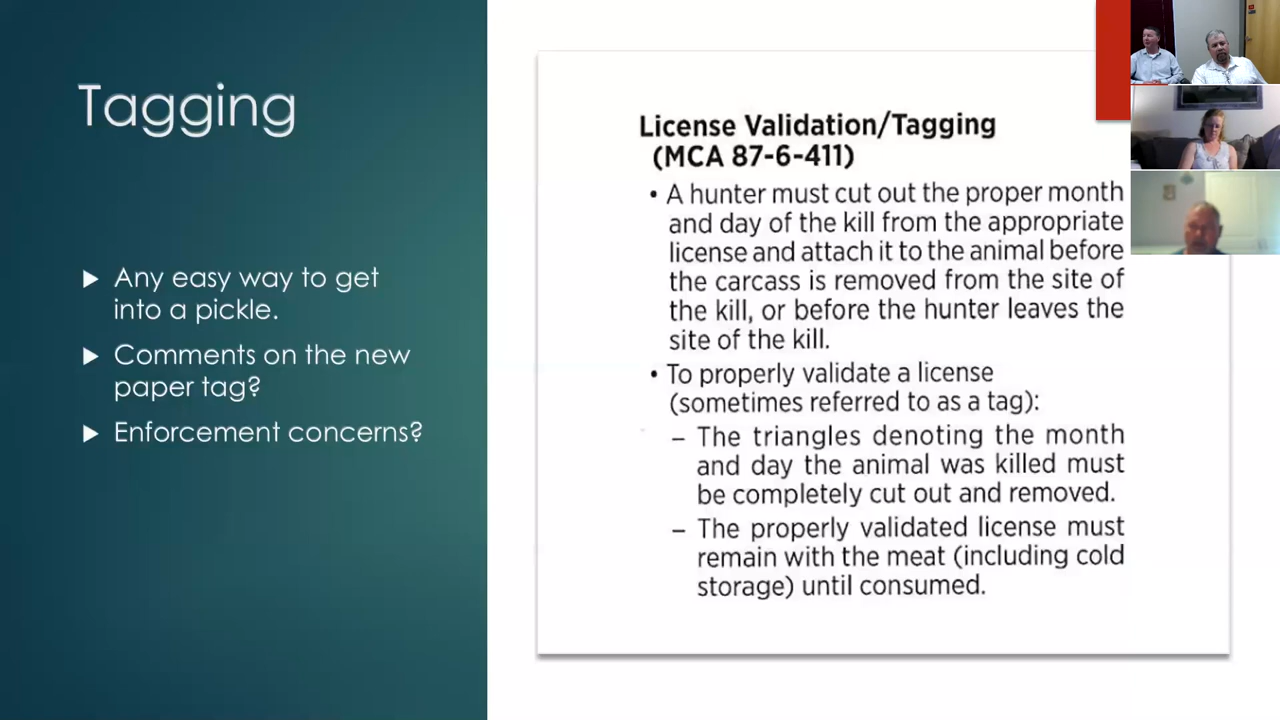 Tagging
Any easy way to get
into a pickle.
Comments on the new
paper tag?
Enforcement concerns?
License Validation/Tagging
(MCA 87-6-411)
• A hunter must cut out the proper month
and day of the kill from the appropriate
license and attach it to the animal before
the carcass is removed from the site of
the kill, or before the hunter leaves the
site of the kill.
• To properly validate a license
(sometimes referred to as a tag):
– The triangles denoting the month
and day the animal was killed must
be completely cut out and removed.
– The properly validated license must
remain with the meat (including cold
storage) until consumed.